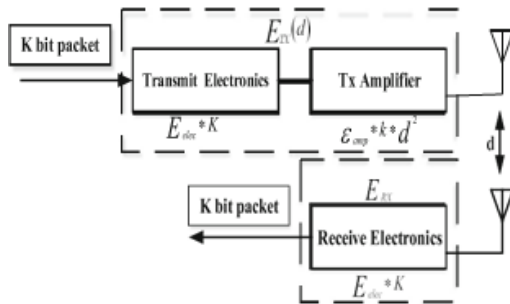 E_TX(d)
K bit packet
Transmit Electronics
Tx Amplifier
E_elec * K
ε_amp * k * d²
d
K bit packet
E_RX
Receive Electronics
E_elec * K